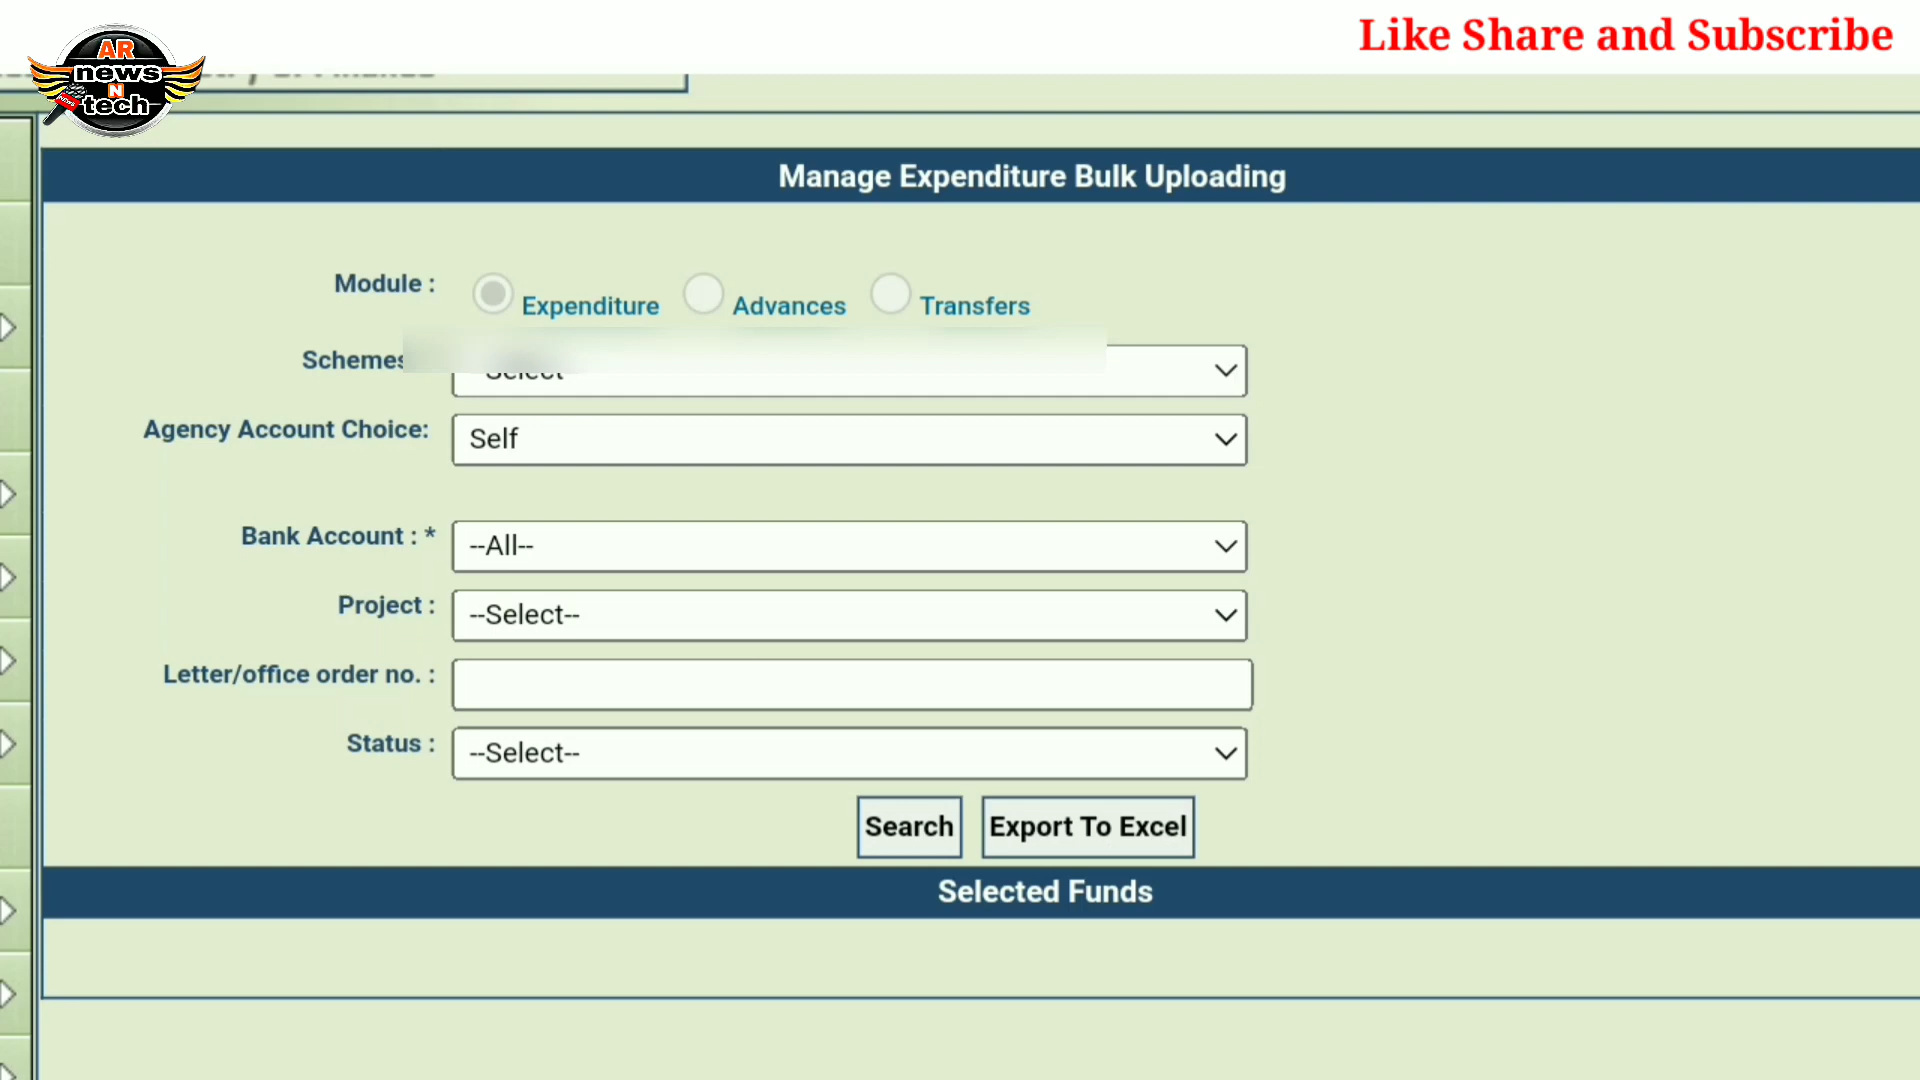 Like Share and Subscribe
AR
news
N
tech
Manage Expenditure Bulk Uploading
Module :
Expenditure Advances Transfers
Schemes
Agency Account Choice: Self
Bank Account : * --All--
Project : --Select--
Letter/office order no. :
Status : --Select--
Search Export To Excel
Selected Funds